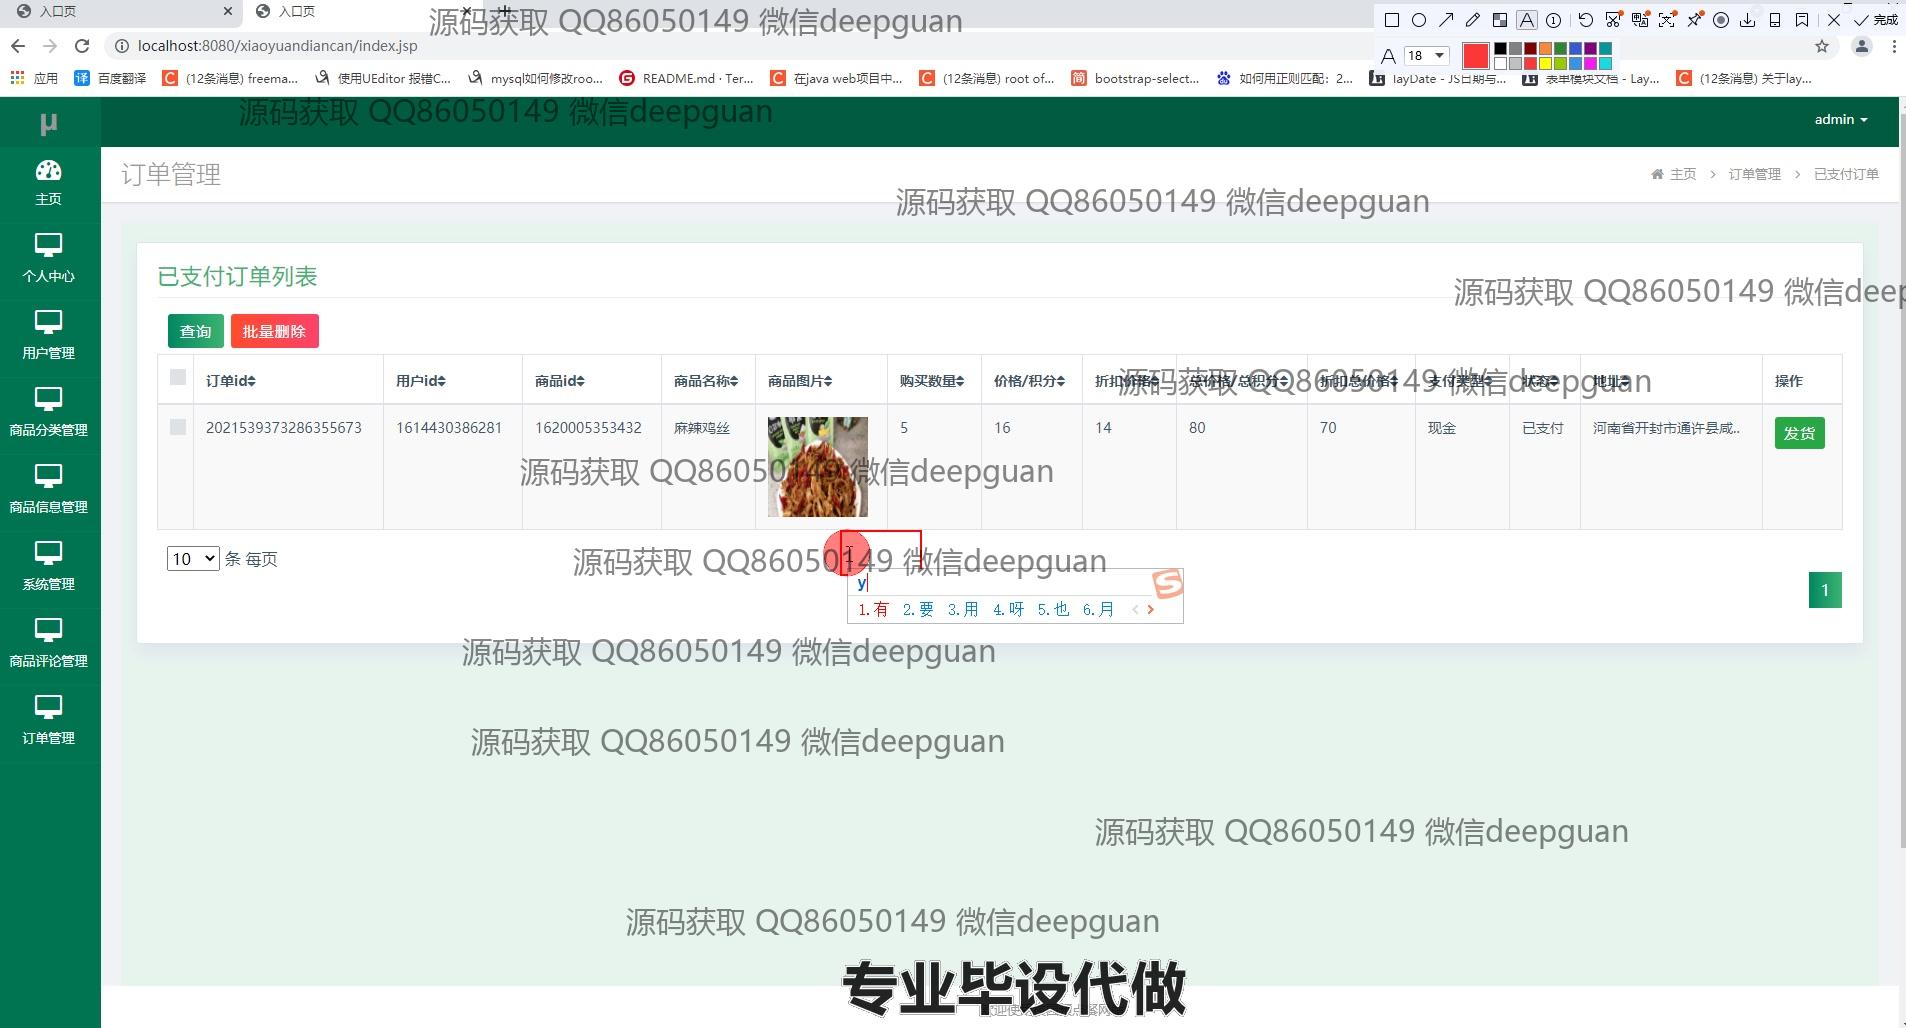 入口页
入口页
源码获取 QQ86050149 微信deepguan
完成
localhost:8080/xiaoyuandiancan/index.jsp
A 18
应用 百度翻译 (12条消息) freema... 使用UEditor 报错C... mysql如何修改roo... README.md · Ter... 在java web项目中... (12条消息) root of... bootstrap-select... 如何用正则匹配：2... layDate - JS日期与... 表单模块文档 - Lay... (12条消息) 关于lay...
源码获取 QQ86050149 微信deepguan
μ
admin
主页
个人中心
用户管理
商品分类管理
商品信息管理
系统管理
商品评论管理
订单管理
订单管理
主页 > 订单管理 > 已支付订单
源码获取 QQ86050149 微信deepguan
已支付订单列表
源码获取 QQ86050149 微信deep
查询 批量删除
订单id 用户id 商品id 商品名称 商品图片 购买数量 价格/积分 折扣价格 总价格/总积分 折扣总价格 支付类型 状态 地址 操作
源码获取 QQ86050149 微信deepguan
2021539373286355673 1614430386281 1620005353432 麻辣鸡丝 5 16 14 80 70 现金 已支付 河南省开封市通许县咸.. 发货
源码获取 QQ86050149 微信deepguan
10 条 每页
源码获取 QQ86050149 微信deepguan
y
1.有 2.要 3.用 4.呀 5.也 6.月
1
源码获取 QQ86050149 微信deepguan
源码获取 QQ86050149 微信deepguan
源码获取 QQ86050149 微信deepguan
源码获取 QQ86050149 微信deepguan
专业毕设代做